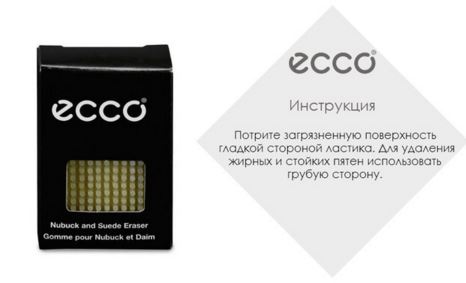 ecco®
Nubuck and Suede Eraser
Gomme pour Nubuck et Daim
ecco®
Инструкция
Потрите загрязненную поверхность
гладкой стороной ластика. Для удаления
жирных и стойких пятен использовать
грубую сторону.